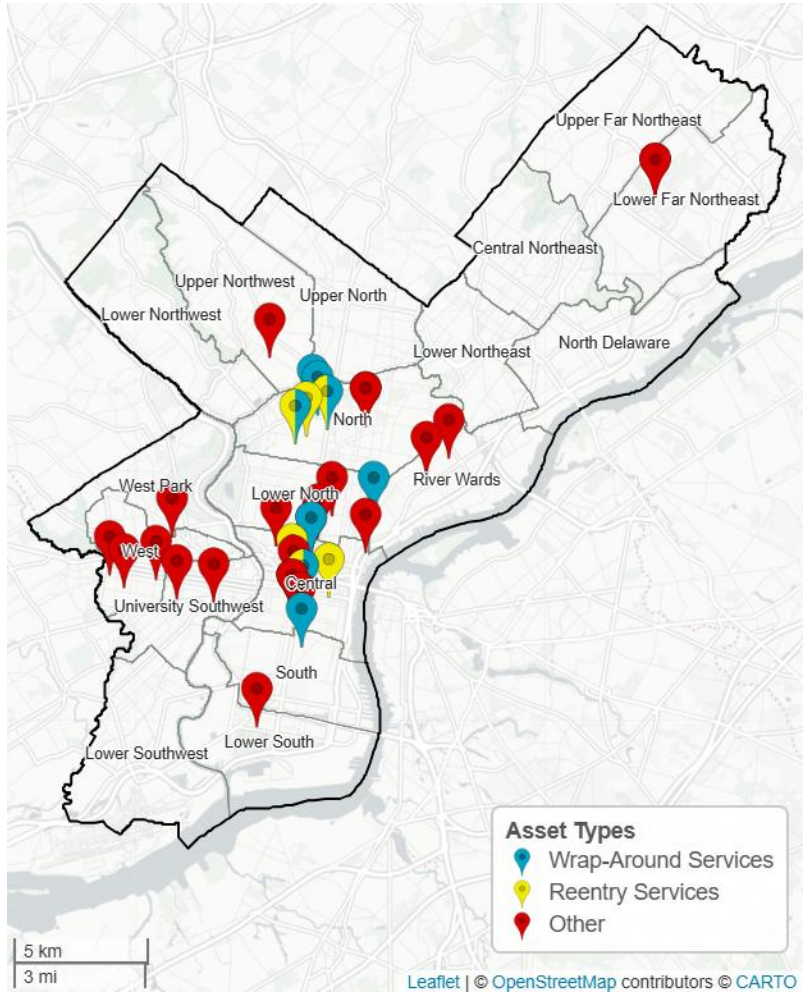 Upper Far Northeast
Lower Far Northeast
Central Northeast
Upper Northwest
Upper North
Lower Northwest
North Delaware
Lower Northeast
North
River Wards
West Park
Lower North
West
Central
University Southwest
South
Lower South
Lower Southwest
Asset Types
Wrap-Around Services
Reentry Services
Other
5 km
3 mi
Leaflet | © OpenStreetMap contributors © CARTO